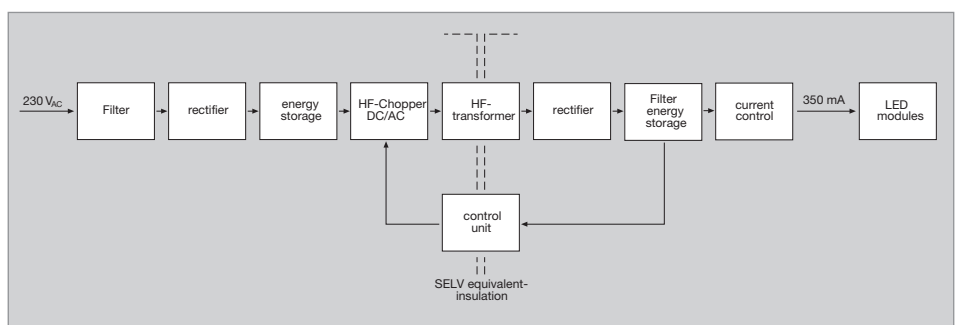 230 VAC
Filter
rectifier
energy
storage
HF-Chopper
DC/AC
HF-
transformer
rectifier
Filter
energy
storage
current
control
350 mA
LED
modules
control
unit
SELV equivalent-
insulation